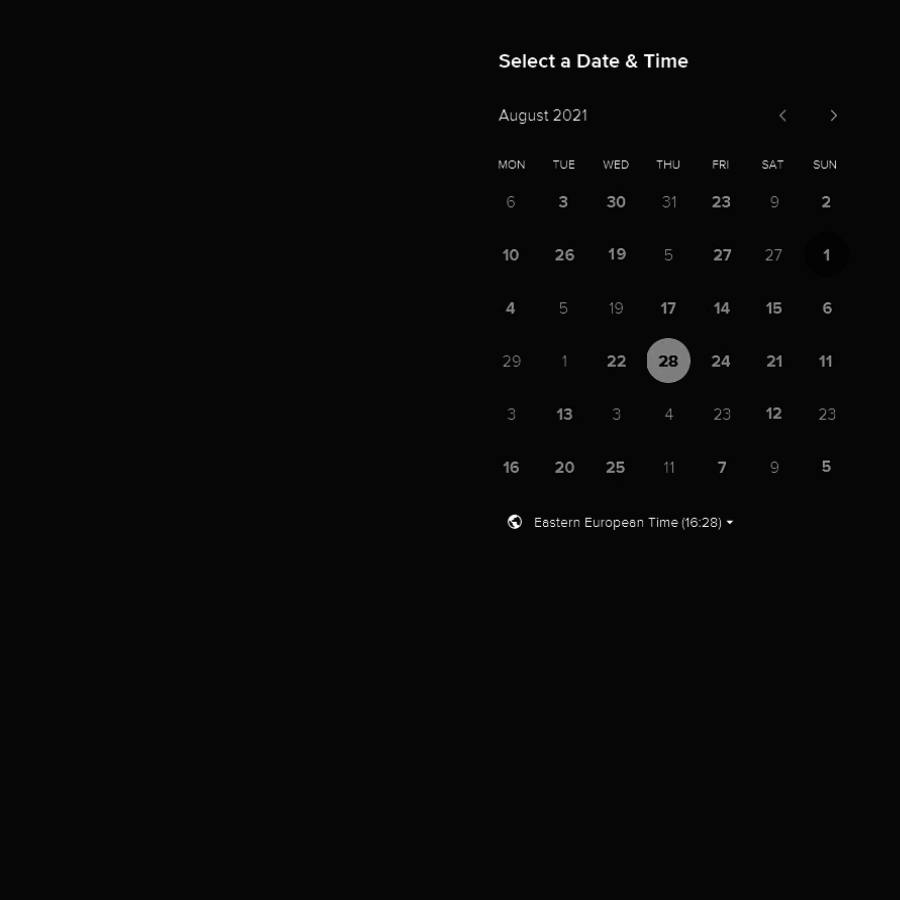 Select a Date & Time
August 2021
MON TUE WED THU FRI SAT SUN
6 3 30 31 23 9 2
10 26 19 5 27 27 1
4 5 19 17 14 15 6
29 1 22 28 24 21 11
3 13 3 4 23 12 23
16 20 25 11 7 9 5
Eastern European Time (16:28)